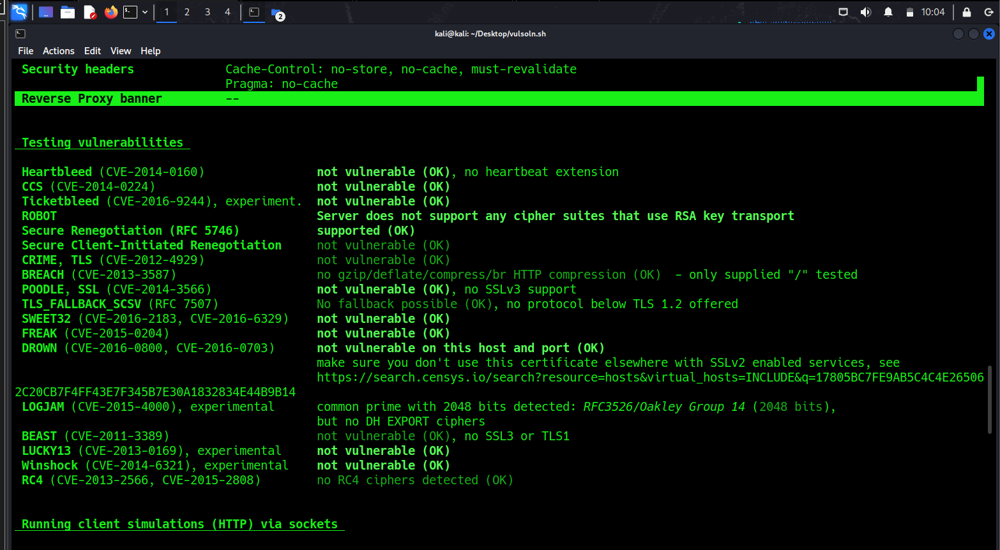 1 2 3 4 2 10:04
kali@kali: ~/Desktop/vulsoln.sh
File Actions Edit View Help
Security headers Cache-Control: no-store, no-cache, must-revalidate
Pragma: no-cache
Reverse Proxy banner --
Testing vulnerabilities
Heartbleed (CVE-2014-0160) not vulnerable (OK), no heartbeat extension
CCS (CVE-2014-0224) not vulnerable (OK)
Ticketbleed (CVE-2016-9244), experiment. not vulnerable (OK)
ROBOT Server does not support any cipher suites that use RSA key transport
Secure Renegotiation (RFC 5746) supported (OK)
Secure Client-Initiated Renegotiation not vulnerable (OK)
CRIME, TLS (CVE-2012-4929) not vulnerable (OK)
BREACH (CVE-2013-3587) no gzip/deflate/compress/br HTTP compression (OK) - only supplied "/" tested
POODLE, SSL (CVE-2014-3566) not vulnerable (OK), no SSLv3 support
TLS_FALLBACK_SCSV (RFC 7507) No fallback possible (OK), no protocol below TLS 1.2 offered
SWEET32 (CVE-2016-2183, CVE-2016-6329) not vulnerable (OK)
FREAK (CVE-2015-0204) not vulnerable (OK)
DROWN (CVE-2016-0800, CVE-2016-0703) not vulnerable on this host and port (OK)
make sure you don't use this certificate elsewhere with SSLv2 enabled services, see
https://search.censys.io/search?resource=hosts&virtual_hosts=INCLUDE&q=17805BC7FE9AB5C4C4E26506
2C20CB7F4FF43E7F345B7E30A1832834E44B9B14
LOGJAM (CVE-2015-4000), experimental common prime with 2048 bits detected: RFC3526/Oakley Group 14 (2048 bits),
but no DH EXPORT ciphers
BEAST (CVE-2011-3389) not vulnerable (OK), no SSL3 or TLS1
LUCKY13 (CVE-2013-0169), experimental not vulnerable (OK)
Winshock (CVE-2014-6321), experimental not vulnerable (OK)
RC4 (CVE-2013-2566, CVE-2015-2808) no RC4 ciphers detected (OK)
Running client simulations (HTTP) via sockets